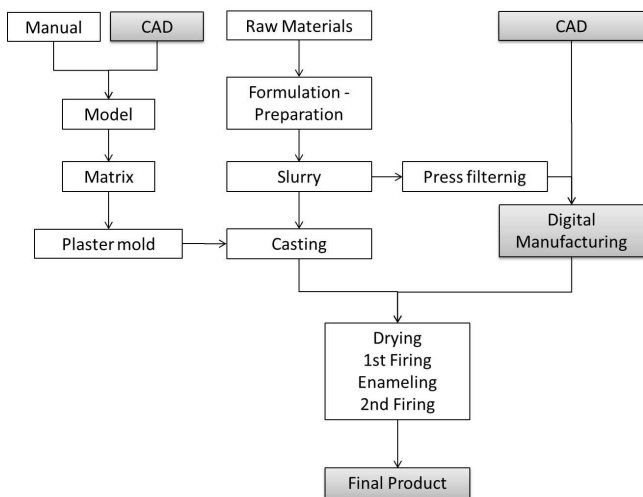 Manual
CAD
Raw Materials
CAD
Formulation -
Preparation
Model
Matrix
Slurry
Press filternig
Digital
Manufacturing
Plaster mold
Casting
Drying
1st Firing
Enameling
2nd Firing
Final Product